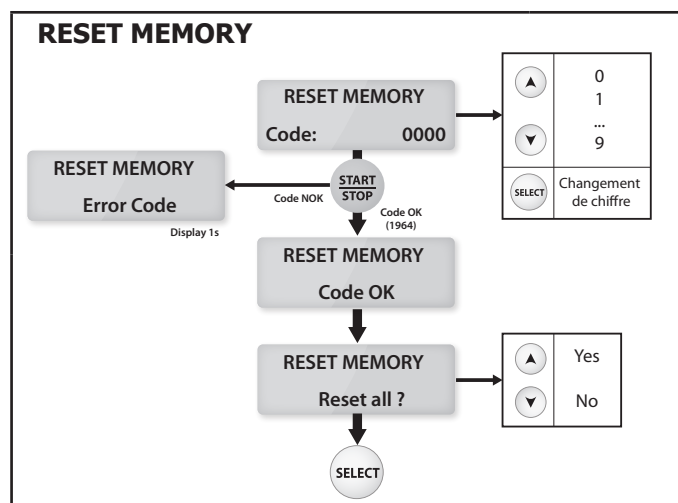 RESET MEMORY
RESET MEMORY
Code: 0000
0
1
...
9
SELECT
Changement
de chiffre
START
STOP
Code NOK
RESET MEMORY
Error Code
Display 1s
Code OK
(1964)
RESET MEMORY
Code OK
RESET MEMORY
Reset all ?
Yes
No
SELECT